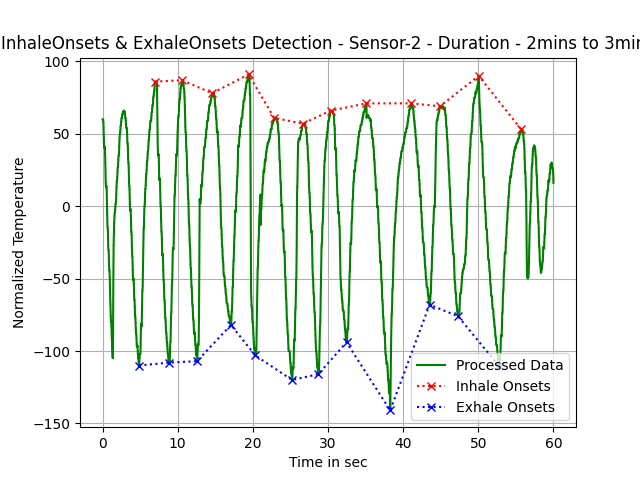 InhaleOnsets & ExhaleOnsets Detection - Sensor-2 - Duration - 2mins to 3min
100
50
0
−50
−100
−150
Normalized Temperature
Processed Data
Inhale Onsets
Exhale Onsets
0 10 20 30 40 50 60
Time in sec